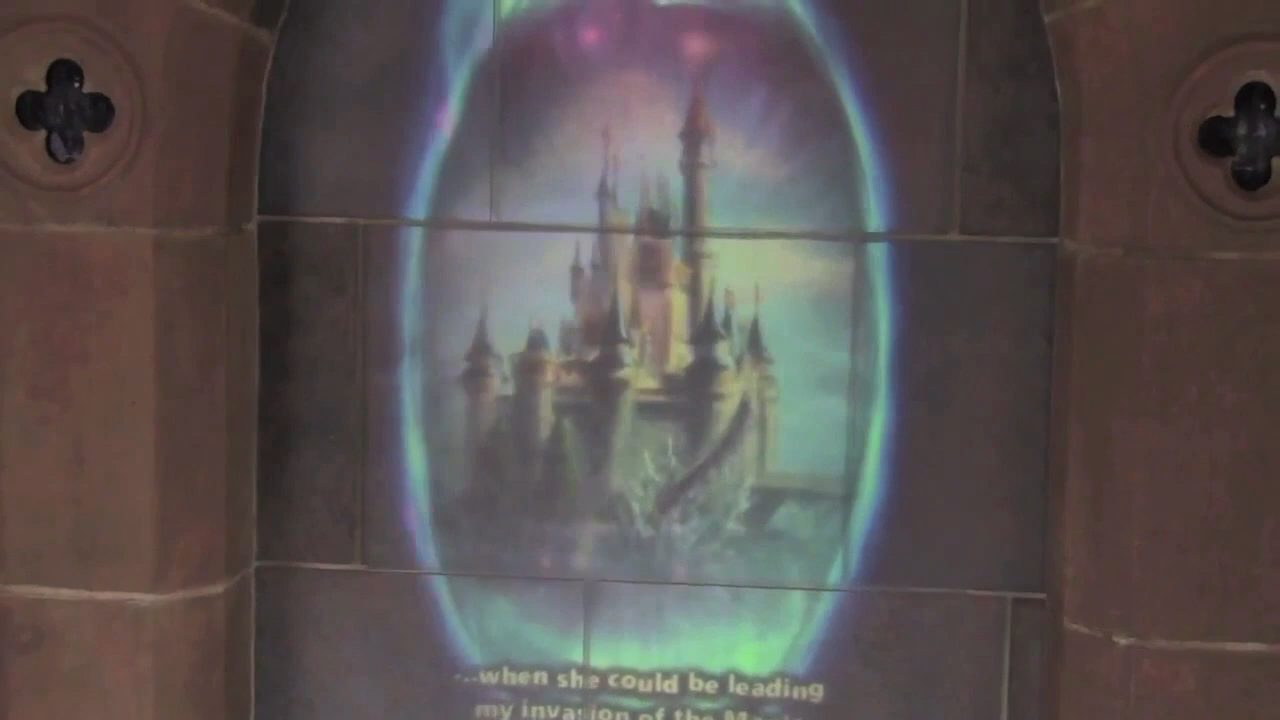 ...when she could be leading
my invasion of the